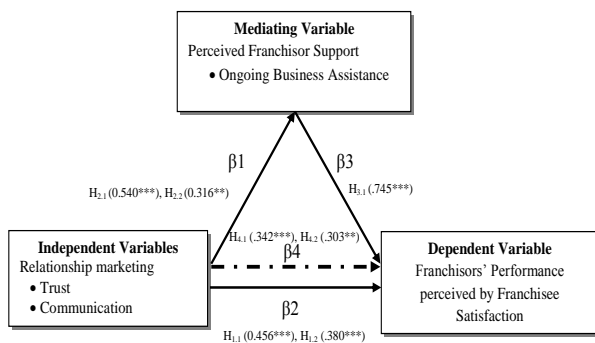 Mediating Variable
Perceived Franchisor Support
• Ongoing Business Assistance
β1
β3
H2.1 (0.540***), H2.2 (0.316**)
H3.1 (.745***)
H4.1 (.342***), H4.2 (.303**)
β4
Independent Variables
Relationship marketing
• Trust
• Communication
Dependent Variable
Franchisors' Performance
perceived by Franchisee
Satisfaction
β2
H1.1 (0.456***), H1.2 (.380***)